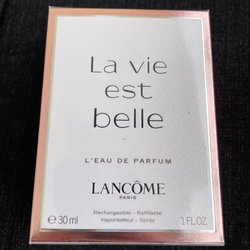 La vie
est
belle
L'EAU DE PARFUM
LANCÔME
PARIS
Rechargeable - Refillable
Vaporisateur - Spray
℮ 30 ml
1 FL.OZ.